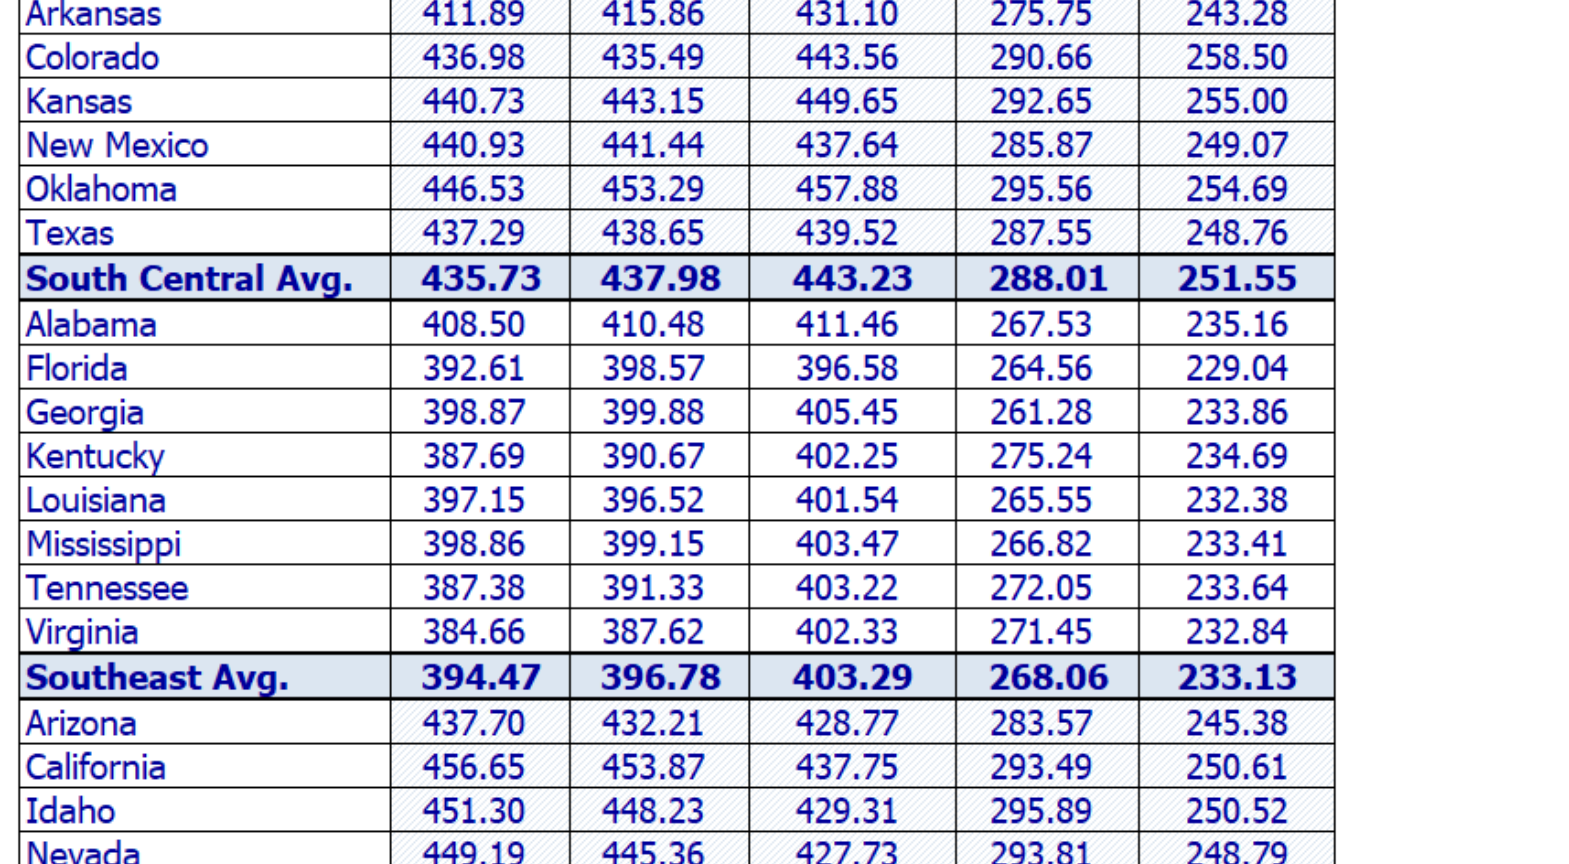 Arkansas 411.89 415.86 431.10 275.75 243.28
Colorado 436.98 435.49 443.56 290.66 258.50
Kansas 440.73 443.15 449.65 292.65 255.00
New Mexico 440.93 441.44 437.64 285.87 249.07
Oklahoma 446.53 453.29 457.88 295.56 254.69
Texas 437.29 438.65 439.52 287.55 248.76
South Central Avg. 435.73 437.98 443.23 288.01 251.55
Alabama 408.50 410.48 411.46 267.53 235.16
Florida 392.61 398.57 396.58 264.56 229.04
Georgia 398.87 399.88 405.45 261.28 233.86
Kentucky 387.69 390.67 402.25 275.24 234.69
Louisiana 397.15 396.52 401.54 265.55 232.38
Mississippi 398.86 399.15 403.47 266.82 233.41
Tennessee 387.38 391.33 403.22 272.05 233.64
Virginia 384.66 387.62 402.33 271.45 232.84
Southeast Avg. 394.47 396.78 403.29 268.06 233.13
Arizona 437.70 432.21 428.77 283.57 245.38
California 456.65 453.87 437.75 293.49 250.61
Idaho 451.30 448.23 429.31 295.89 250.52
Nevada 449.19 445.36 427.73 293.81 248.79